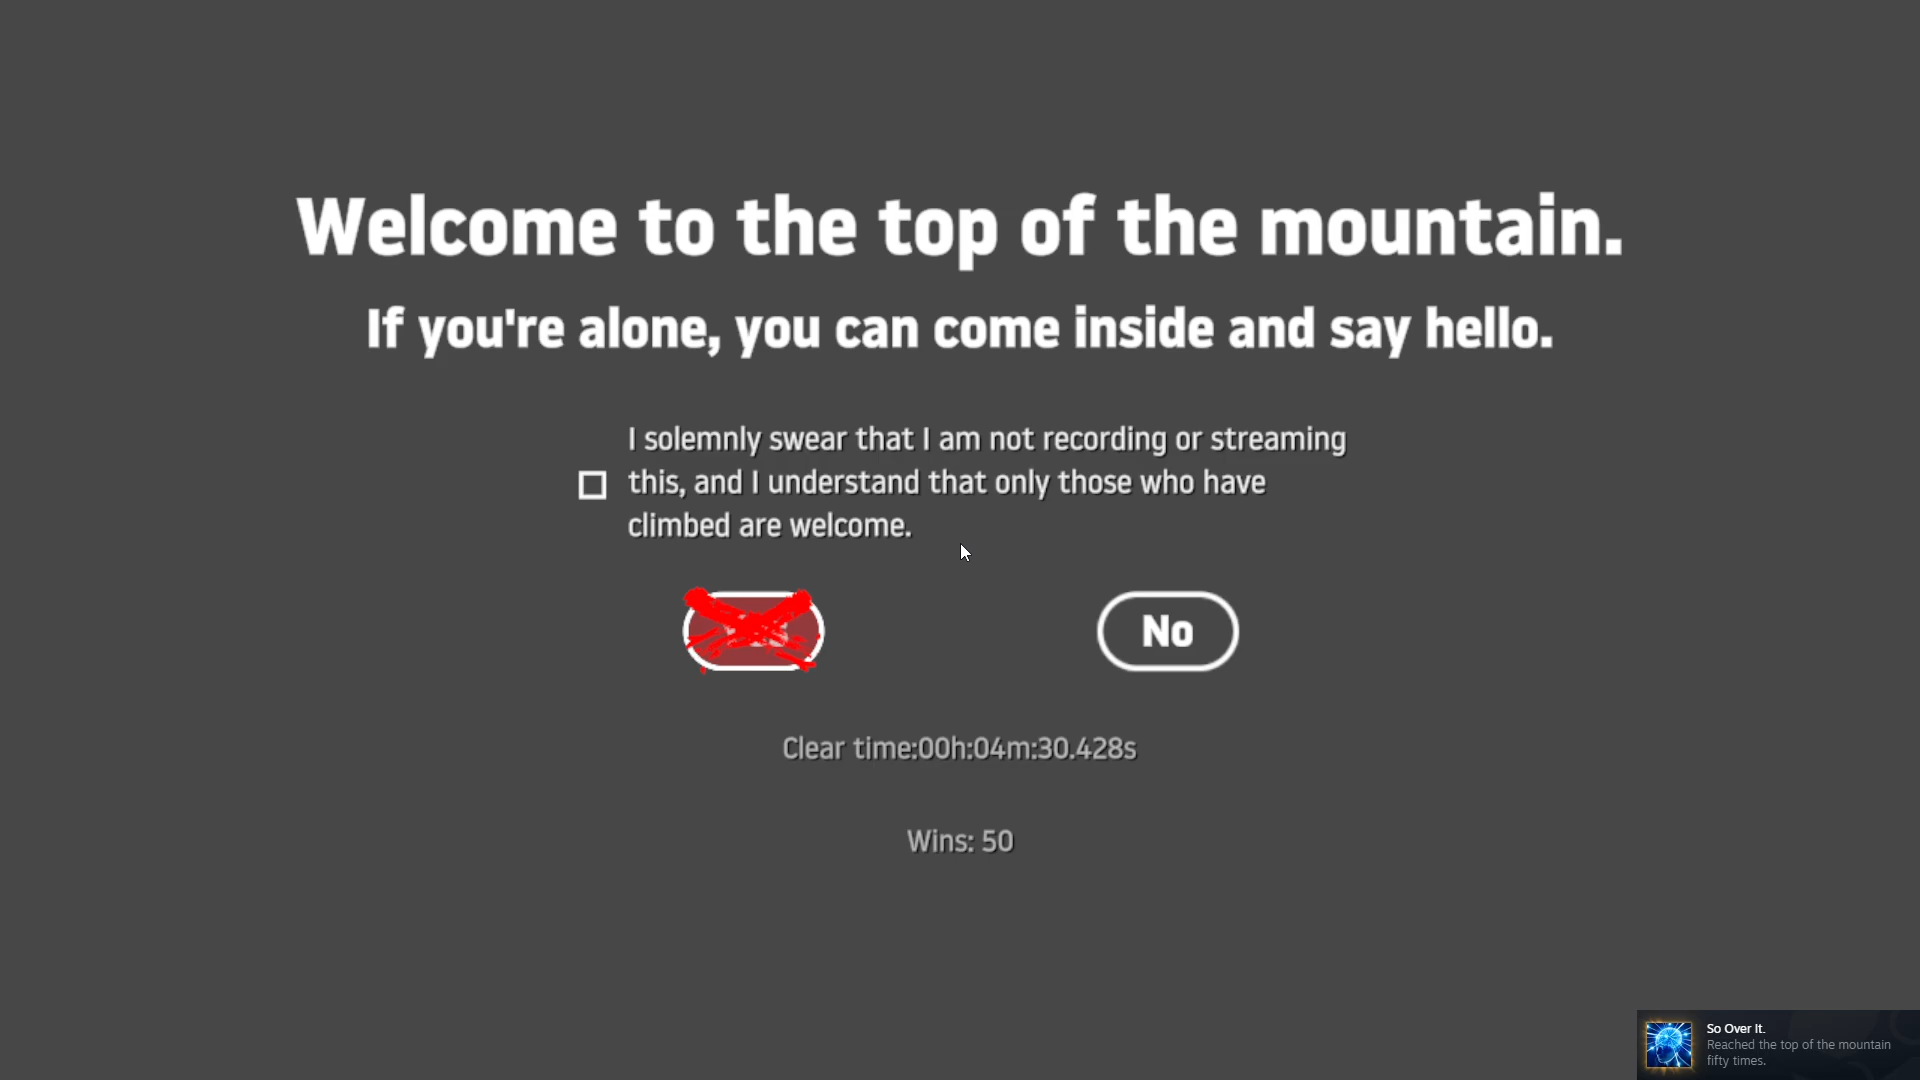 Welcome to the top of the mountain.
If you're alone, you can come inside and say hello.
I solemnly swear that I am not recording or streaming
this, and I understand that only those who have
climbed are welcome.
No
Clear time:00h:04m:30.428s
Wins: 50
So Over It.
Reached the top of the mountain
fifty times.